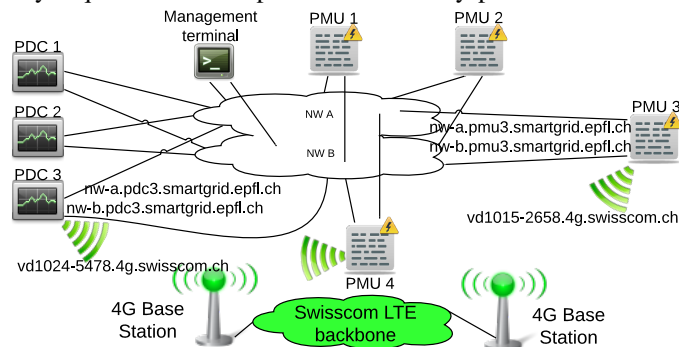 Management
terminal
PMU 1
PMU 2
PDC 1
PDC 2
PDC 3
NW A
NW B
PMU 3
nw-a.pmu3.smartgrid.epfl.ch
nw-b.pmu3.smartgrid.epfl.ch
nw-a.pdc3.smartgrid.epfl.ch
nw-b.pdc3.smartgrid.epfl.ch
vd1015-2658.4g.swisscom.ch
vd1024-5478.4g.swisscom.ch
PMU 4
4G Base
Station
Swisscom LTE
backbone
4G Base
Station